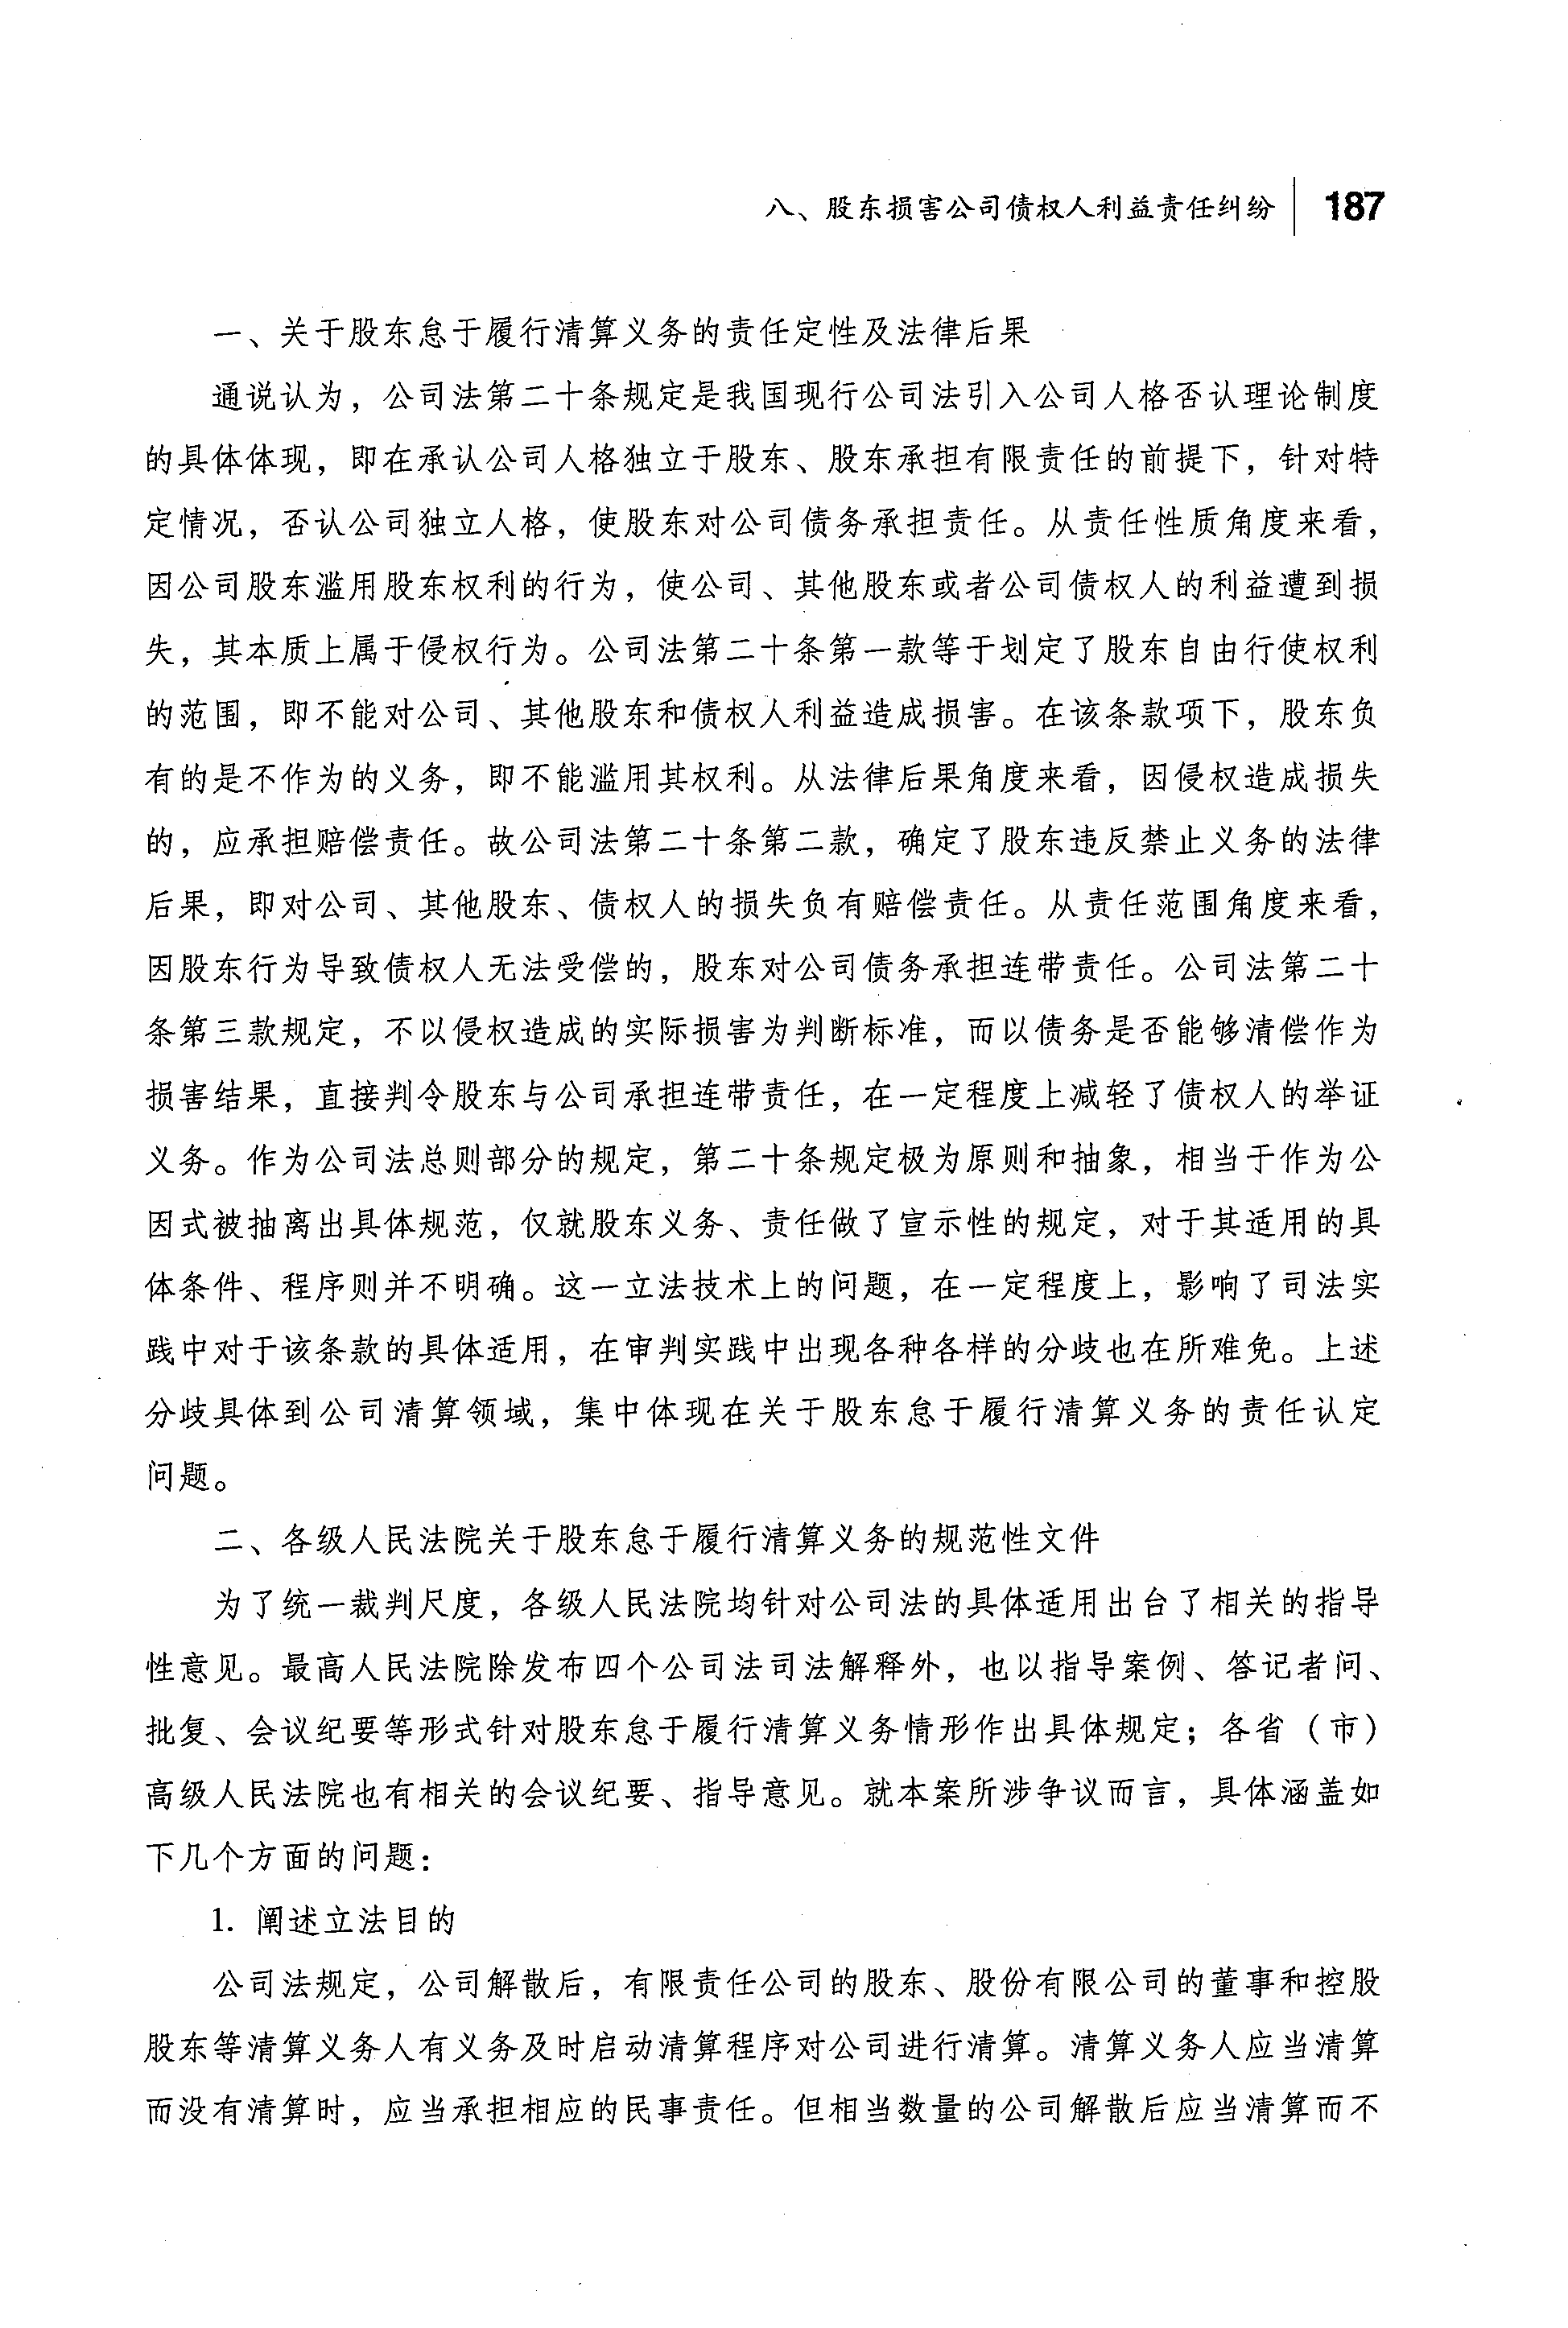 八、股东损害公司债权人利益责任纠纷 187
一、关于股东怠于履行清算义务的责任定性及法律后果
通说认为，公司法第二十条规定是我国现行公司法引入公司人格否认理论制度
的具体体现，即在承认公司人格独立于股东、股东承担有限责任的前提下，针对特
定情况，否认公司独立人格，使股东对公司债务承担责任。从责任性质角度来看，
因公司股东滥用股东权利的行为，使公司、其他股东或者公司债权人的利益遭到损
失，其本质上属于侵权行为。公司法第二十条第一款等于划定了股东自由行使权利
的范围，即不能对公司、其他股东和债权人利益造成损害。在该条款项下，股东负
有的是不作为的义务，即不能滥用其权利。从法律后果角度来看，因侵权造成损失
的，应承担赔偿责任。故公司法第二十条第二款，确定了股东违反禁止义务的法律
后果，即对公司、其他股东、债权人的损失负有赔偿责任。从责任范围角度来看，
因股东行为导致债权人无法受偿的，股东对公司债务承担连带责任。公司法第二十
条第三款规定，不以侵权造成的实际损害为判断标准，而以债务是否能够清偿作为
损害结果，直接判令股东与公司承担连带责任，在一定程度上减轻了债权人的举证
义务。作为公司法总则部分的规定，第二十条规定极为原则和抽象，相当于作为公
因式被抽离出具体规范，仅就股东义务、责任做了宣示性的规定，对于其适用的具
体条件、程序则并不明确。这一立法技术上的问题，在一定程度上，影响了司法实
践中对于该条款的具体适用，在审判实践中出现各种各样的分歧也在所难免。上述
分歧具体到公司清算领域，集中体现在关于股东怠于履行清算义务的责任认定
问题。
二、各级人民法院关于股东怠于履行清算义务的规范性文件
为了统一裁判尺度，各级人民法院均针对公司法的具体适用出台了相关的指导
性意见。最高人民法院除发布四个公司法司法解释外，也以指导案例、答记者问、
批复、会议纪要等形式针对股东怠于履行清算义务情形作出具体规定；各省（市）
高级人民法院也有相关的会议纪要、指导意见。就本案所涉争议而言，具体涵盖如
下几个方面的问题：
1. 阐述立法目的
公司法规定，公司解散后，有限责任公司的股东、股份有限公司的董事和控股
股东等清算义务人有义务及时启动清算程序对公司进行清算。清算义务人应当清算
而没有清算时，应当承担相应的民事责任。但相当数量的公司解散后应当清算而不